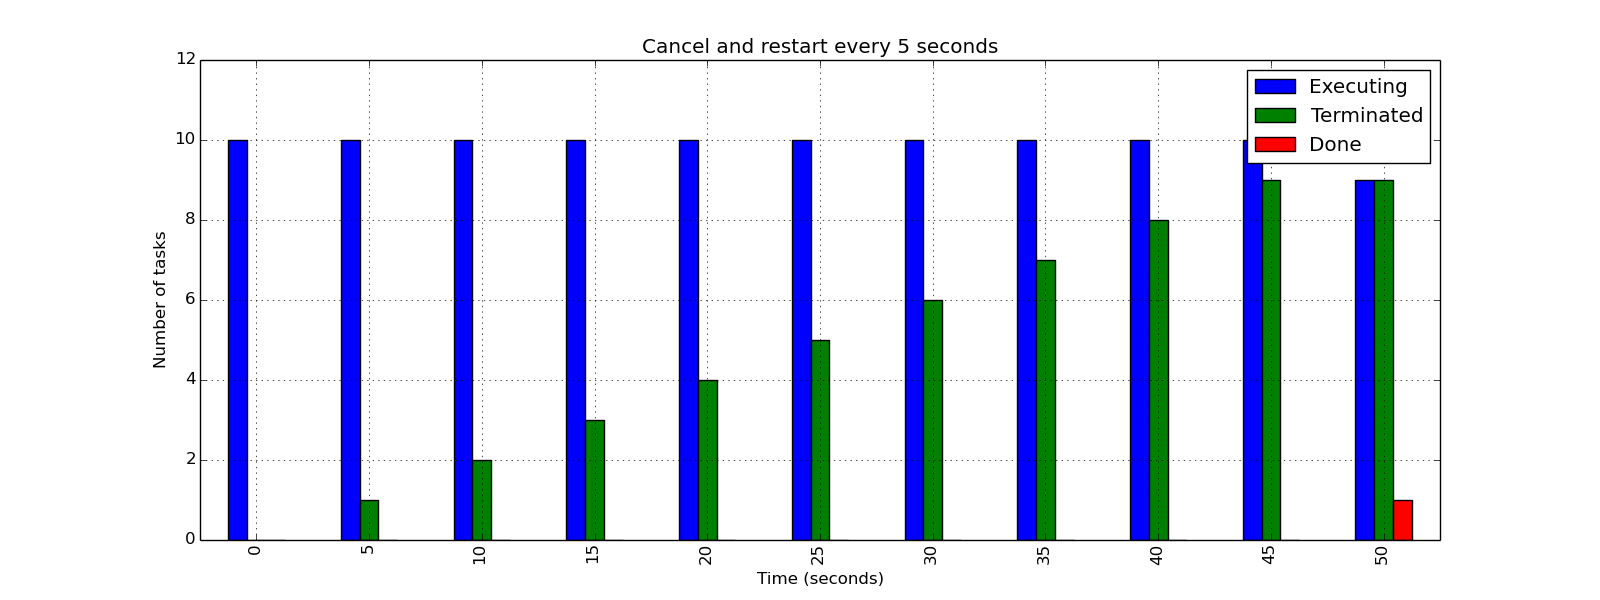 Cancel and restart every 5 seconds
12
10
8
6
4
2
0
Number of tasks
Executing
Terminated
Done
0 5 10 15 20 25 30 35 40 45 50
Time (seconds)